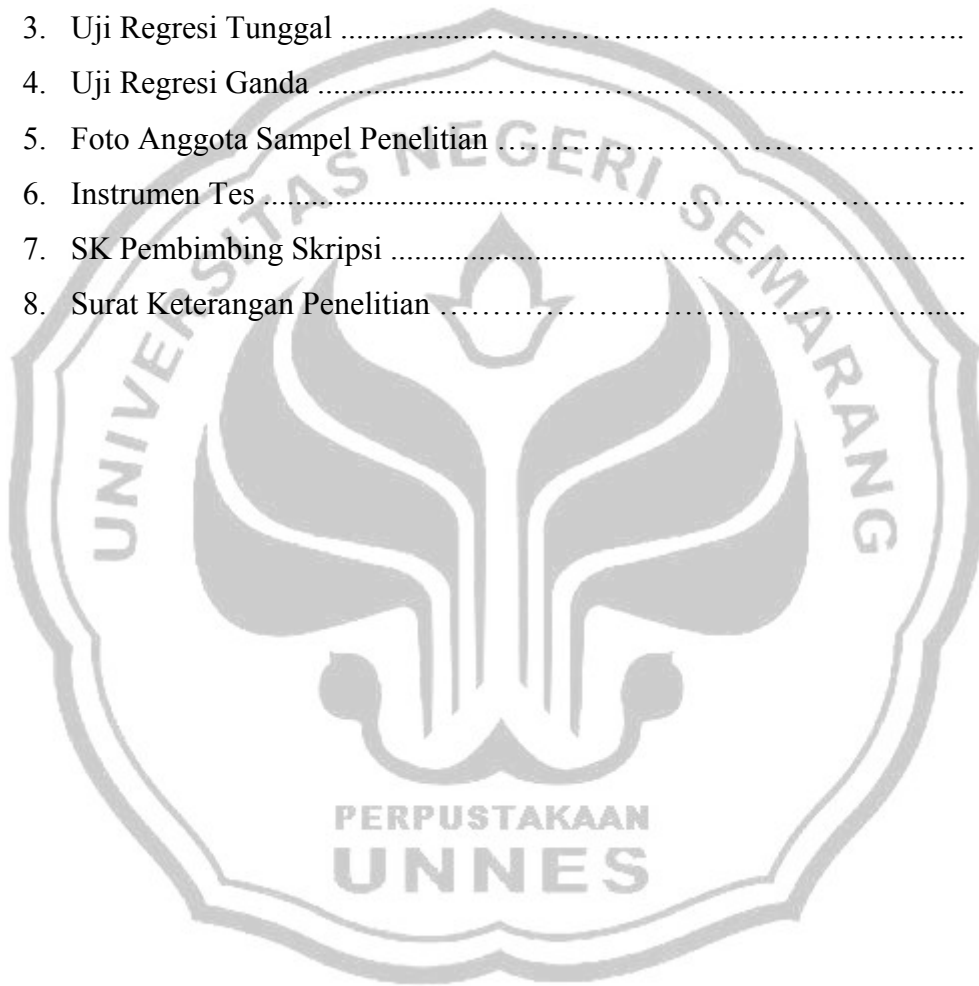 3. Uji Regresi Tunggal ....................……………………..………………………..
4. Uji Regresi Ganda .....................…………………..………………………..
5. Foto Anggota Sampel Penelitian ………………………………………
6. Instrumen Tes ................................……………………………………
7. SK Pembimbing Skripsi .......................................................................
8. Surat Keterangan Penelitian ………………………………………......
UNIVERSITAS NEGERI SEMARANG
PERPUSTAKAAN
UNNES